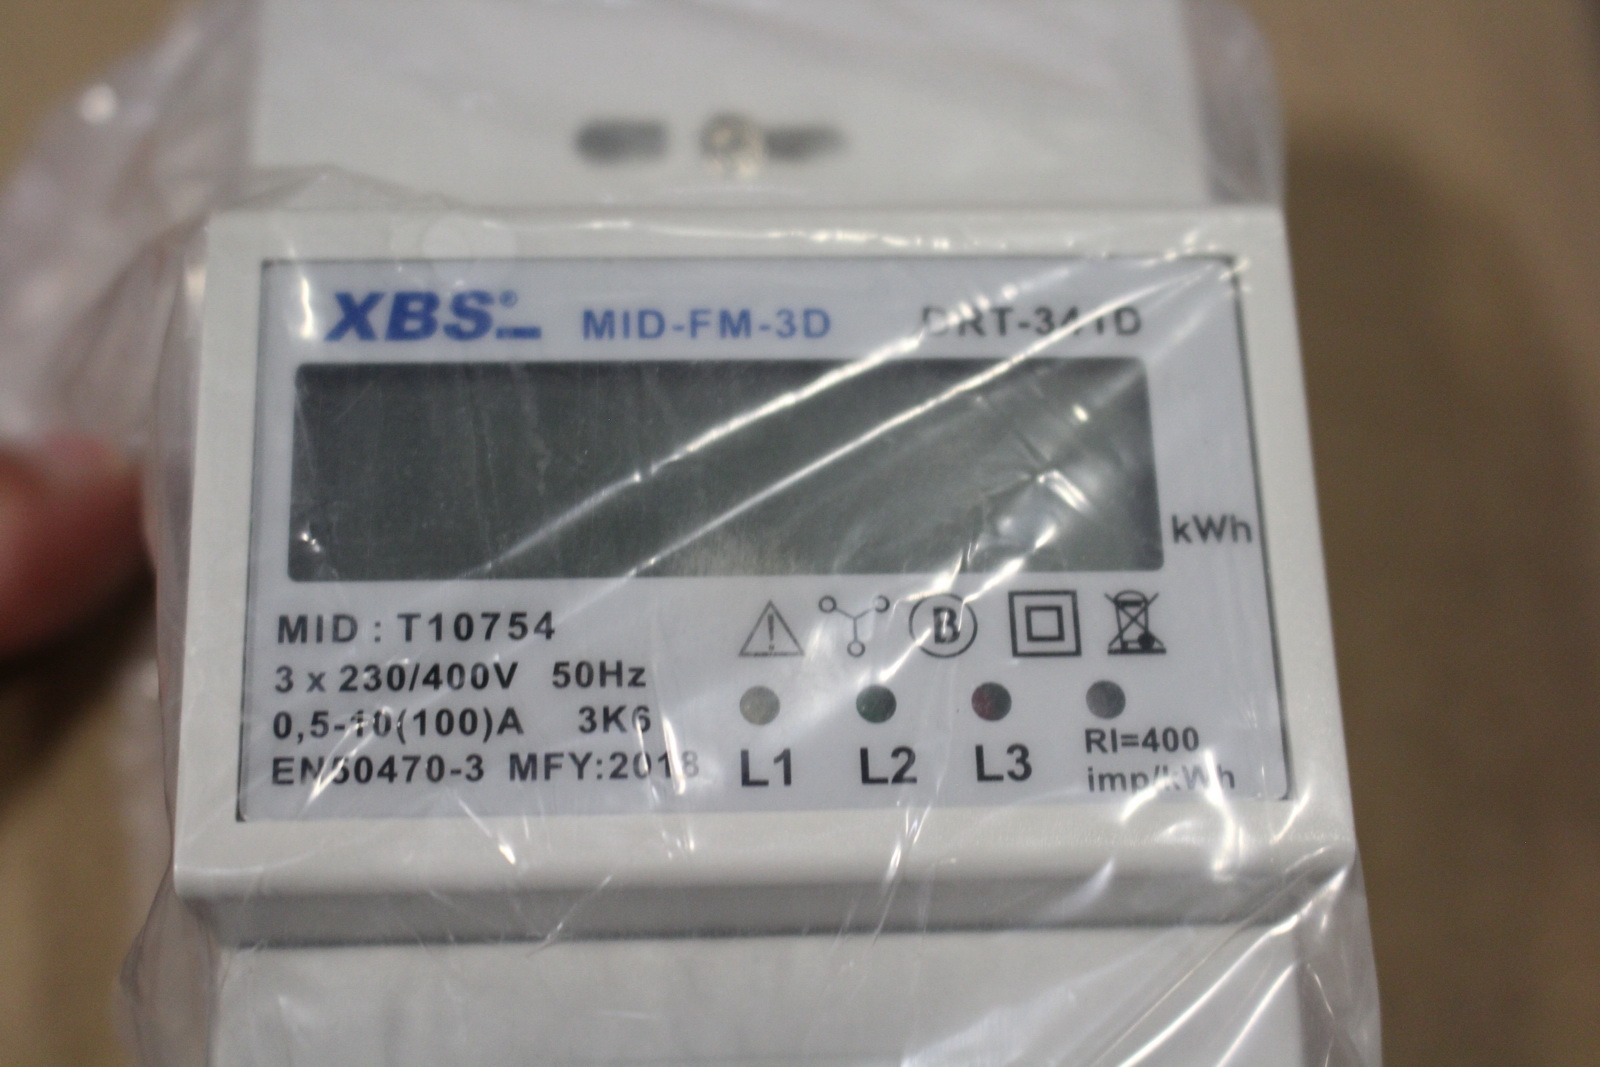 XBS® MID-FM-3D DRT-341D
kWh
MID : T10754
3 x 230/400V 50Hz
0,5-10(100)A 3K6
EN50470-3 MFY:2018
B
L1 L2 L3
RI=400
imp/kWh